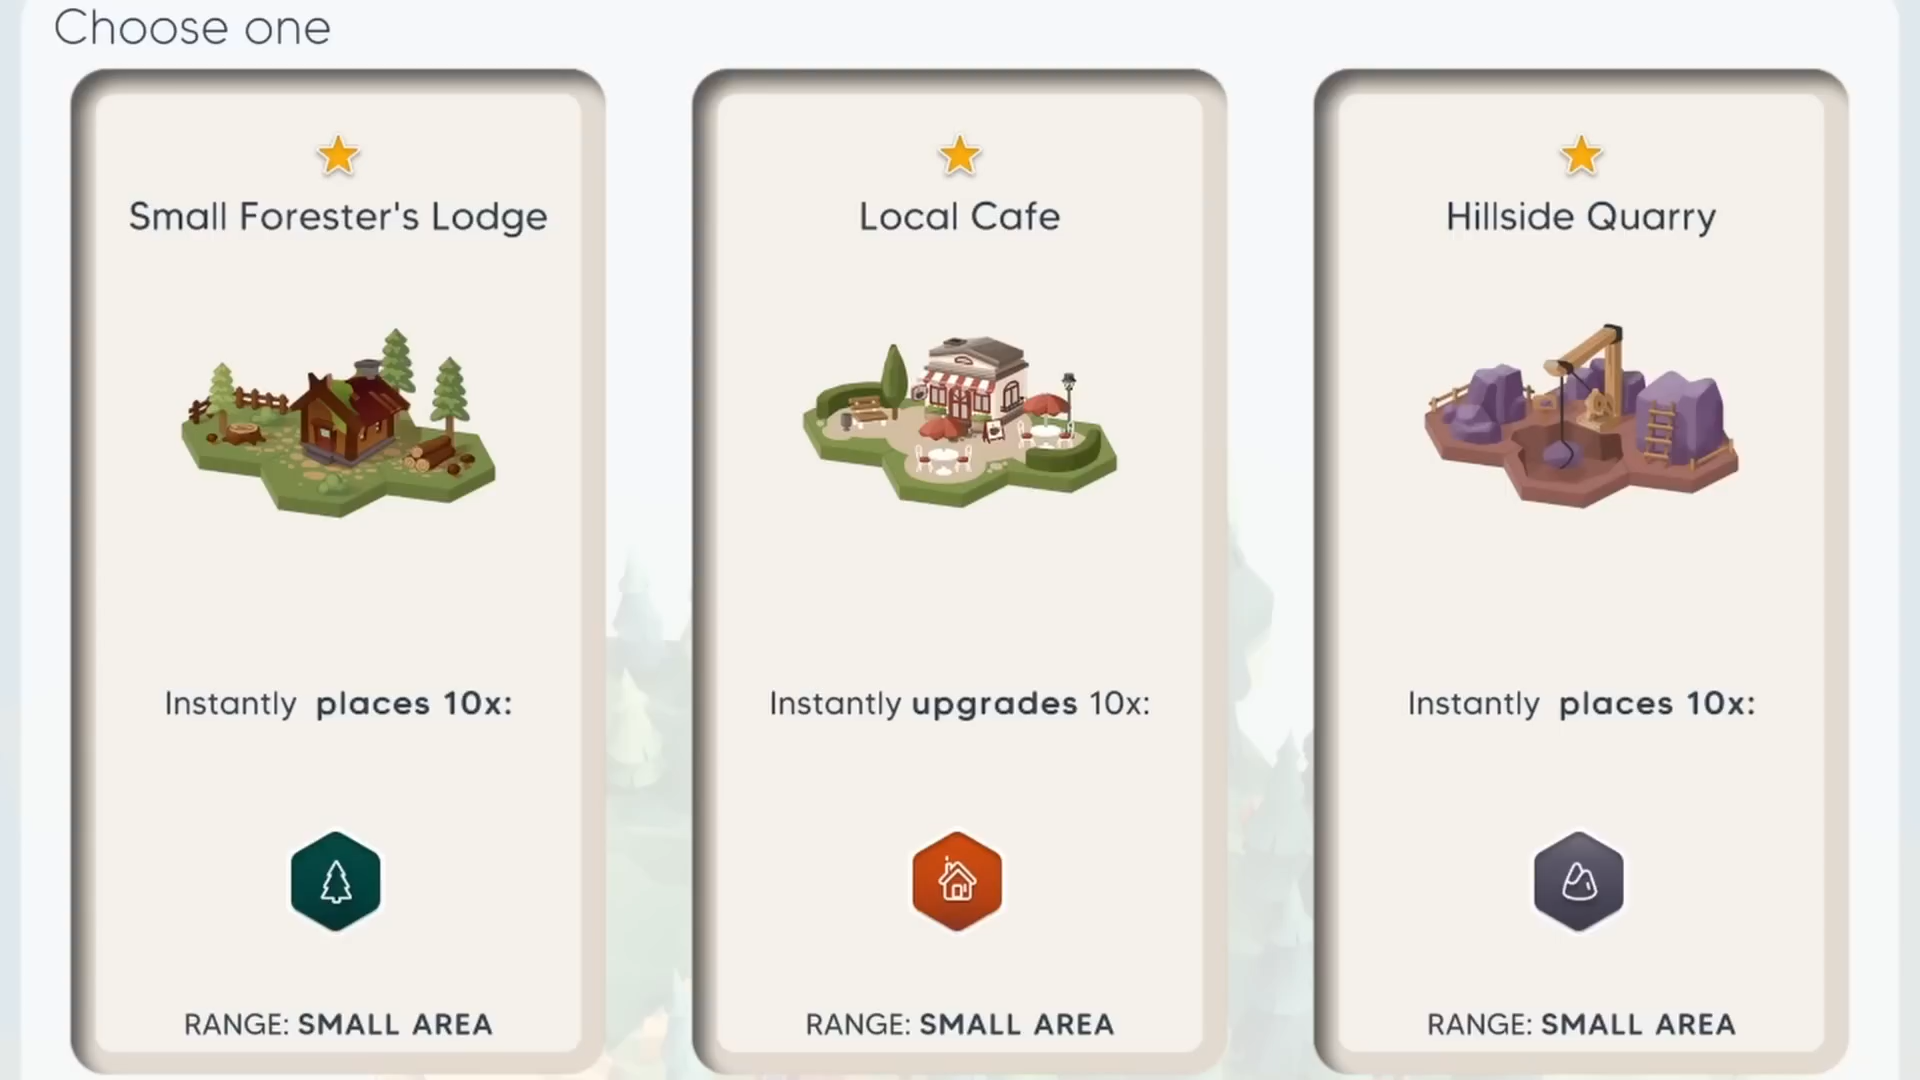 Choose one
Small Forester's Lodge
Instantly places 10x:
RANGE: SMALL AREA
Local Cafe
Instantly upgrades 10x:
RANGE: SMALL AREA
Hillside Quarry
Instantly places 10x:
RANGE: SMALL AREA